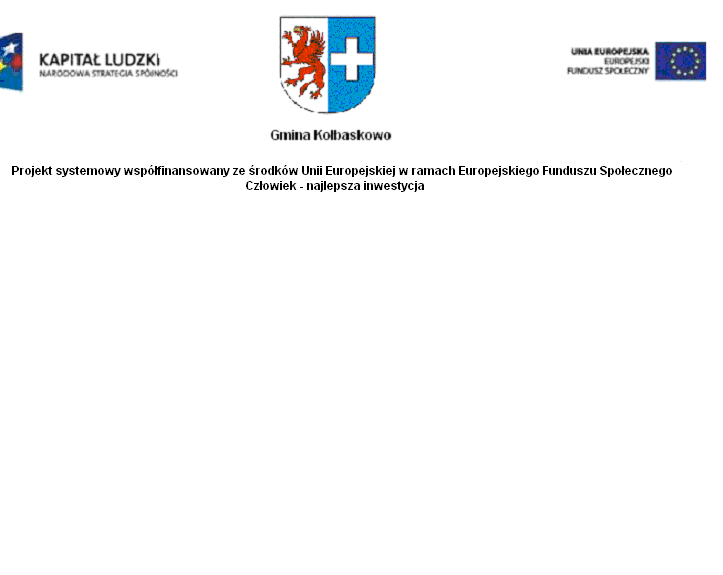 KAPITAŁ LUDZKI
NARODOWA STRATEGIA SPÓJNOŚCI
Gmina Kołbaskowo
UNIA EUROPEJSKA
EUROPEJSKI
FUNDUSZ SPOŁECZNY
Projekt systemowy współfinansowany ze środków Unii Europejskiej w ramach Europejskiego Funduszu Społecznego
Człowiek - najlepsza inwestycja